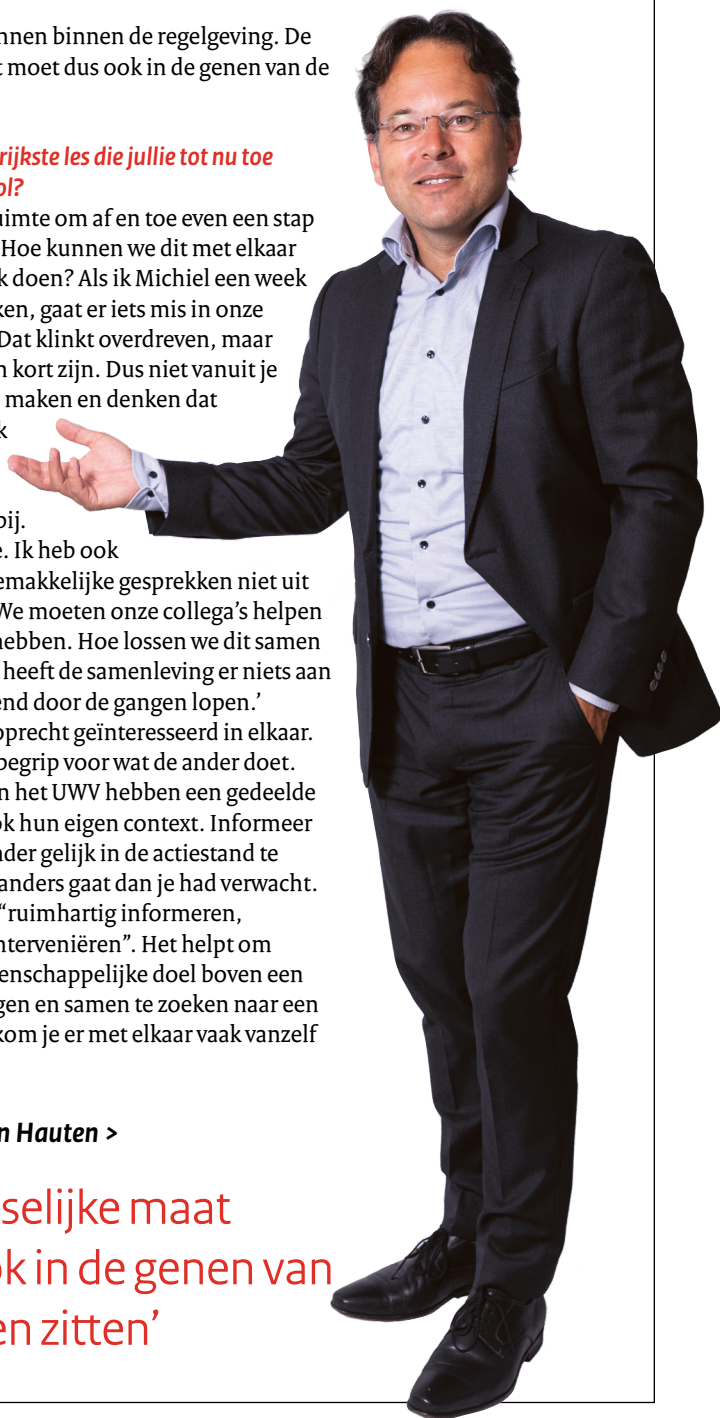 nnen binnen de regelgeving. De
t moet dus ook in de genen van de
rijkste les die jullie tot nu toe
ol?
uimte om af en toe even een stap
Hoe kunnen we dit met elkaar
k doen? Als ik Michiel een week
ken, gaat er iets mis in onze
Dat klinkt overdreven, maar
n kort zijn. Dus niet vanuit je
maken en denken dat
k
bij.
e. Ik heb ook
emakkelijke gesprekken niet uit
We moeten onze collega’s helpen
hebben. Hoe lossen we dit samen
heeft de samenleving er niets aan
end door de gangen lopen.’
oprecht geïnteresseerd in elkaar.
begrip voor wat de ander doet.
n het UWV hebben een gedeelde
ok hun eigen context. Informeer
nder gelijk in de actiestand te
anders gaat dan je had verwacht.
“ruimhartig informeren,
nterveniëren”. Het helpt om
enschappelijke doel boven een
gen en samen te zoeken naar een
kom je er met elkaar vaak vanzelf
n Hauten >
selijke maat
ok in de genen van
en zitten’